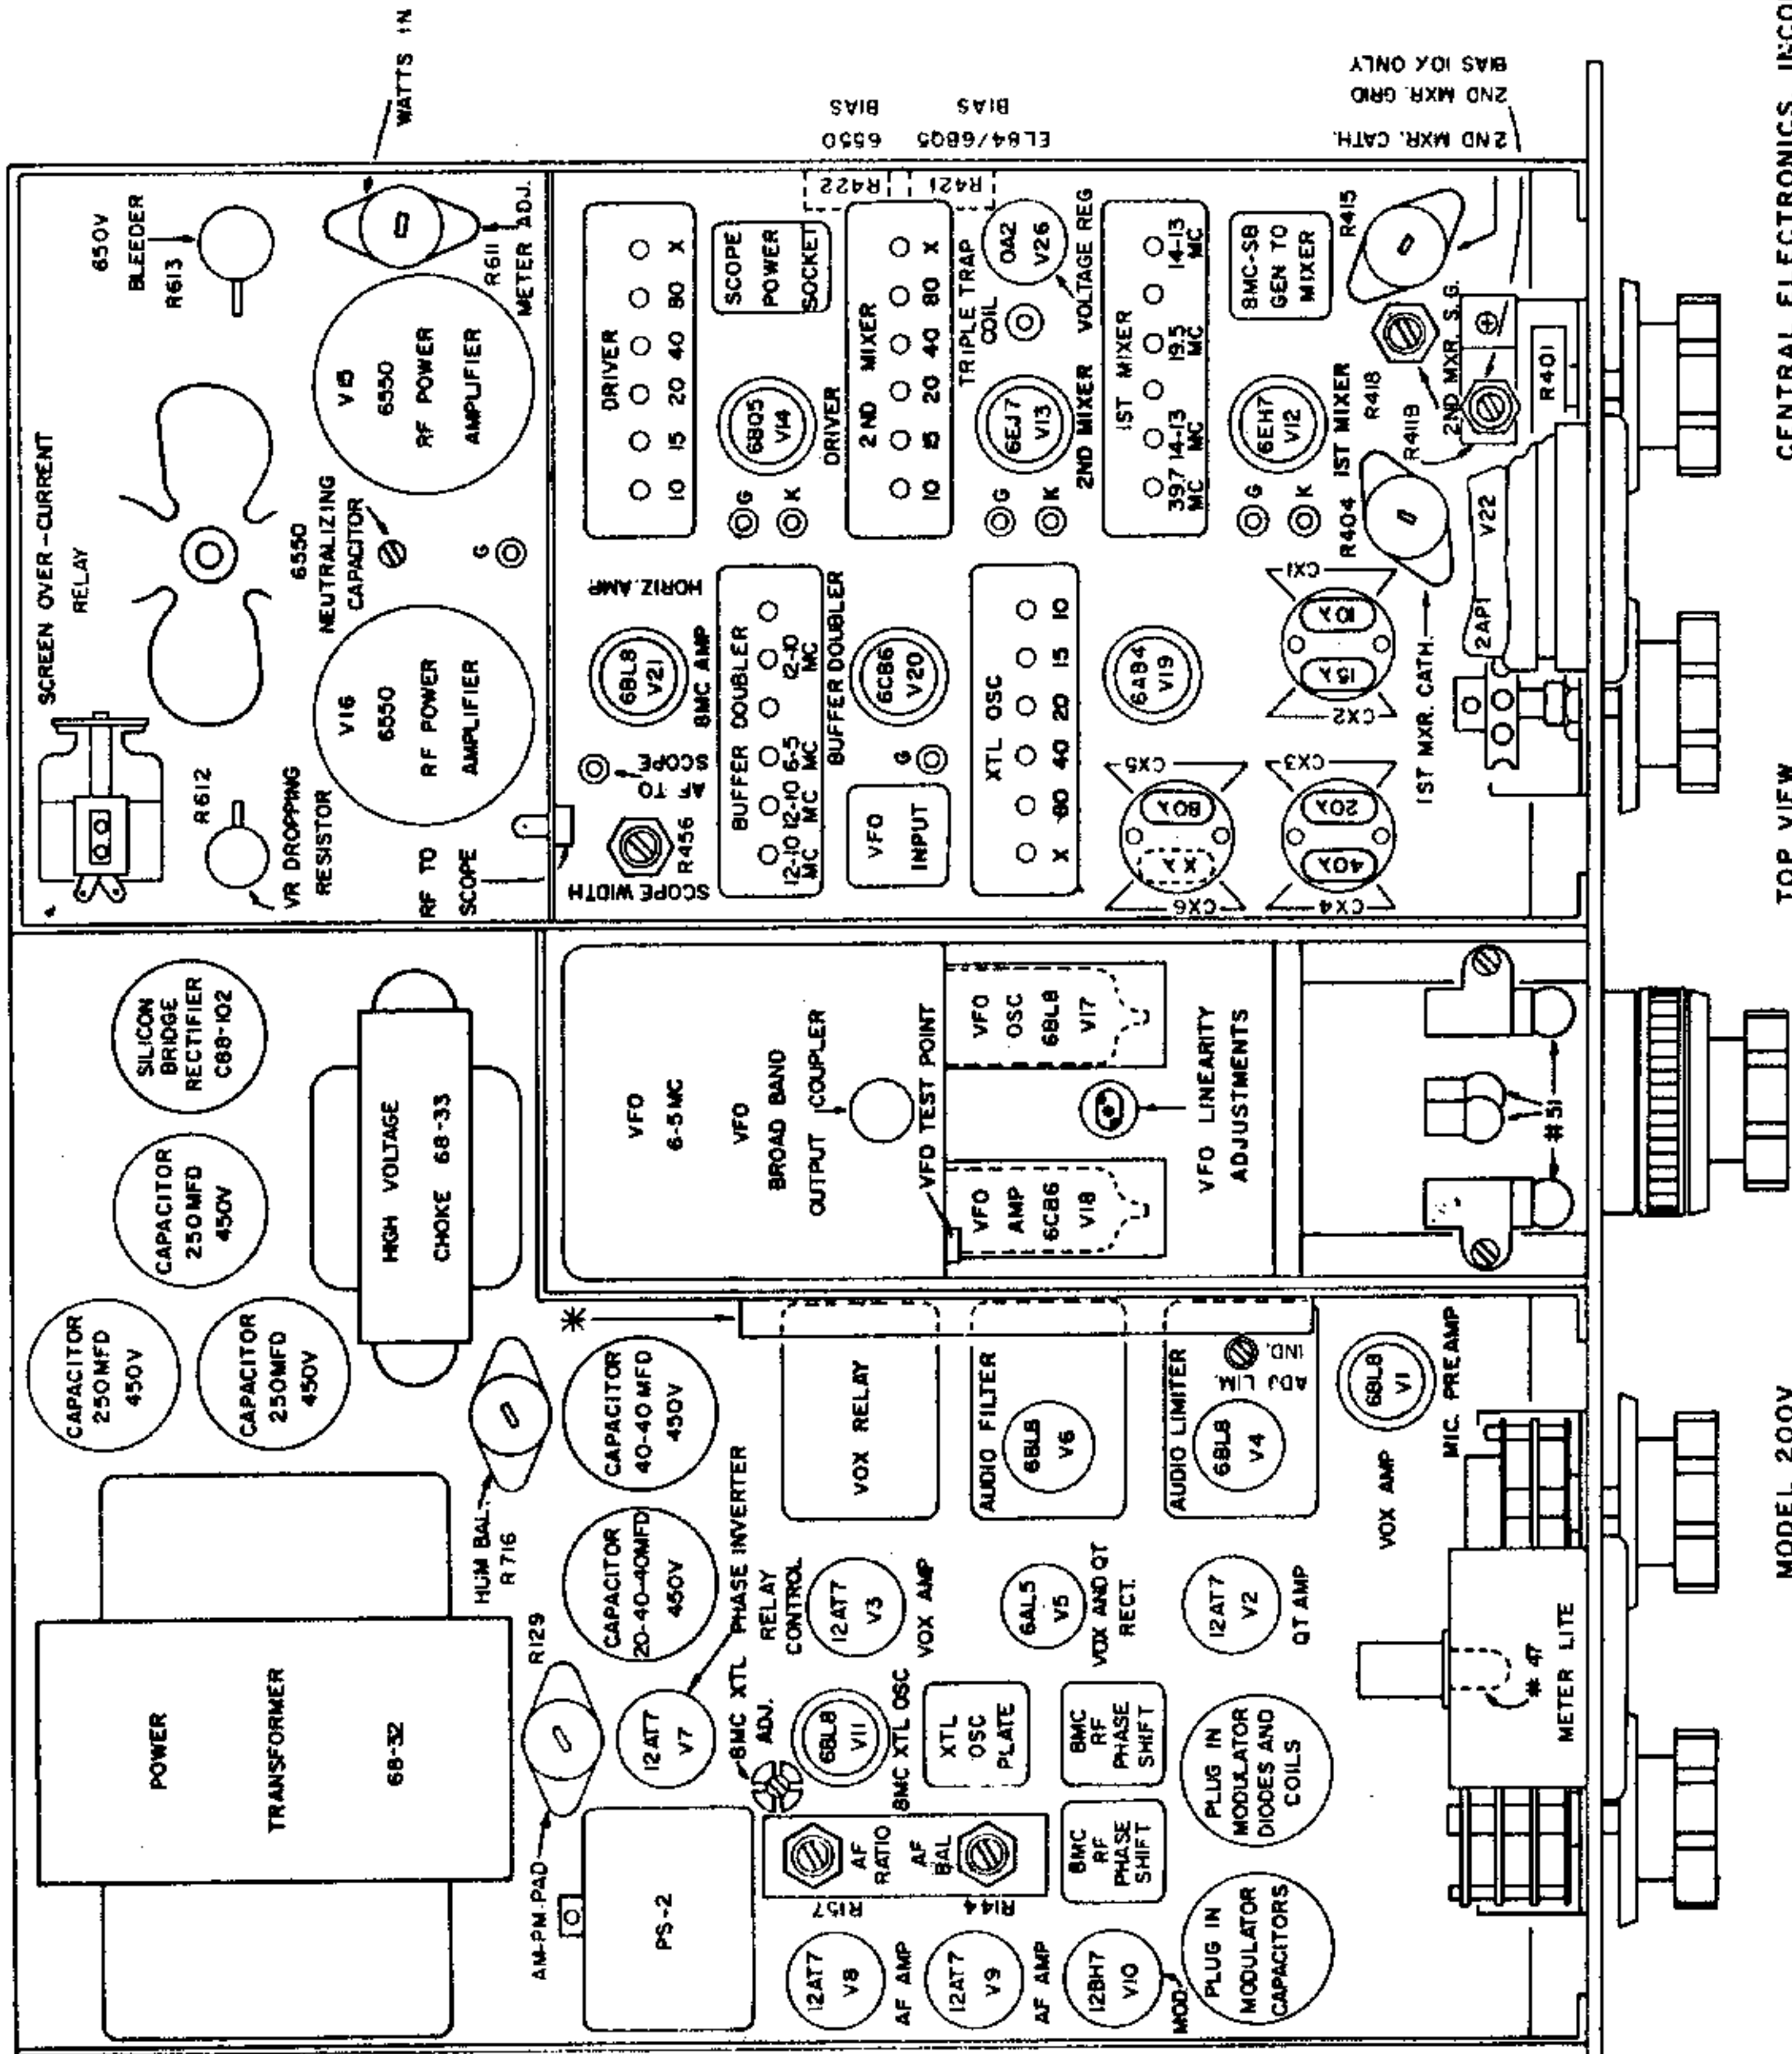 POWER
TRANSFORMER
68-32
CAPACITOR
250MFD
450V
CAPACITOR
250MFD
450V
CAPACITOR
250MFD
450V
SILICON
BRIDGE
RECTIFIER
C68-102
HIGH VOLTAGE
CHOKE 68-33
HUM BAL.
R716
R129
AM-PM-PAD
PS-2
CAPACITOR
20-40-40MFD
450V
CAPACITOR
40-40MFD
450V
*
12AT7
V7
PHASE INVERTER
8MC XTL
ADJ.
RELAY
CONTROL
12AT7
V3
VOX AMP
VOX RELAY
6BL8
V11
8MC XTL OSC
AF
RATIO
AF
BAL
R157
R144
12AT7
V8
AF AMP
12AT7
V9
AF AMP
12BH7
V10
MOD.
XTL
OSC
PLATE
8MC
RF
PHASE
SHIFT
8MC
RF
PHASE
SHIFT
6AL5
V5
VOX AND QT
RECT.
AUDIO FILTER
6BL8
V6
12AT7
V2
QT AMP
AUDIO LIMITER
6BL8
V4
ADJ LIM.
IND.
PLUG IN
MODULATOR
CAPACITORS
PLUG IN
MODULATOR
DIODES AND
COILS
VOX AMP
6BL8
V1
MIC. PREAMP
# 47
METER LITE
VFO
6-5MC
VFO
BROAD BAND
OUTPUT COUPLER
VFO TEST POINT
VFO
AMP
6CB6
V18
VFO
OSC
6BL8
V17
VFO LINEARITY
ADJUSTMENTS
#51
SCREEN OVER-CURRENT
RELAY
R612
VR DROPPING
RESISTOR
650V
BLEEDER
R613
WATTS IN
R611
METER ADJ.
V16
6550
RF POWER
AMPLIFIER
6550
NEUTRALIZING
CAPACITOR
G
V15
6550
RF POWER
AMPLIFIER
RF TO
SCOPE
SCOPE WIDTH
R456
AF TO
SCOPE
6BL8
V21
HORIZ. AMP
8MC AMP
BUFFER DOUBLER
12-10 12-10 6-5 12-10
MC MC MC MC
VFO
INPUT
G
6CB6
V20
BUFFER DOUBLER
XTL OSC
X 80 40 20 15 10
6AB4
V19
CX6
CX5
X
80X
CX4
CX3
40X
20X
CX2
CX1
15X
10X
DRIVER
10 15 20 40 80 X
G
K
6BQ5
V14
DRIVER
SCOPE
POWER
SOCKET
R422
6550
BIAS
R421
EL84/6BQ5
BIAS
2ND MIXER
10 15 20 40 80 X
TRIPLE TRAP
COIL
G
K
6EJ7
V13
2ND MIXER
OA2
V26
VOLTAGE REG
1ST MIXER
39.7 14-13 19.5 14-13
MC MC MC MC
G
K
6EH7
V12
1ST MIXER
8MC-SB
GEN TO
MIXER
R404
1ST MXR. CATH.
R411B
R418
2ND MXR. S.G.
R415
R401
2ND MXR. CATH.
2ND MXR. GRID
BIAS 10X ONLY
2AP1 V22
MODEL 200V
TOP VIEW
CENTRAL ELECTRONICS, INCO